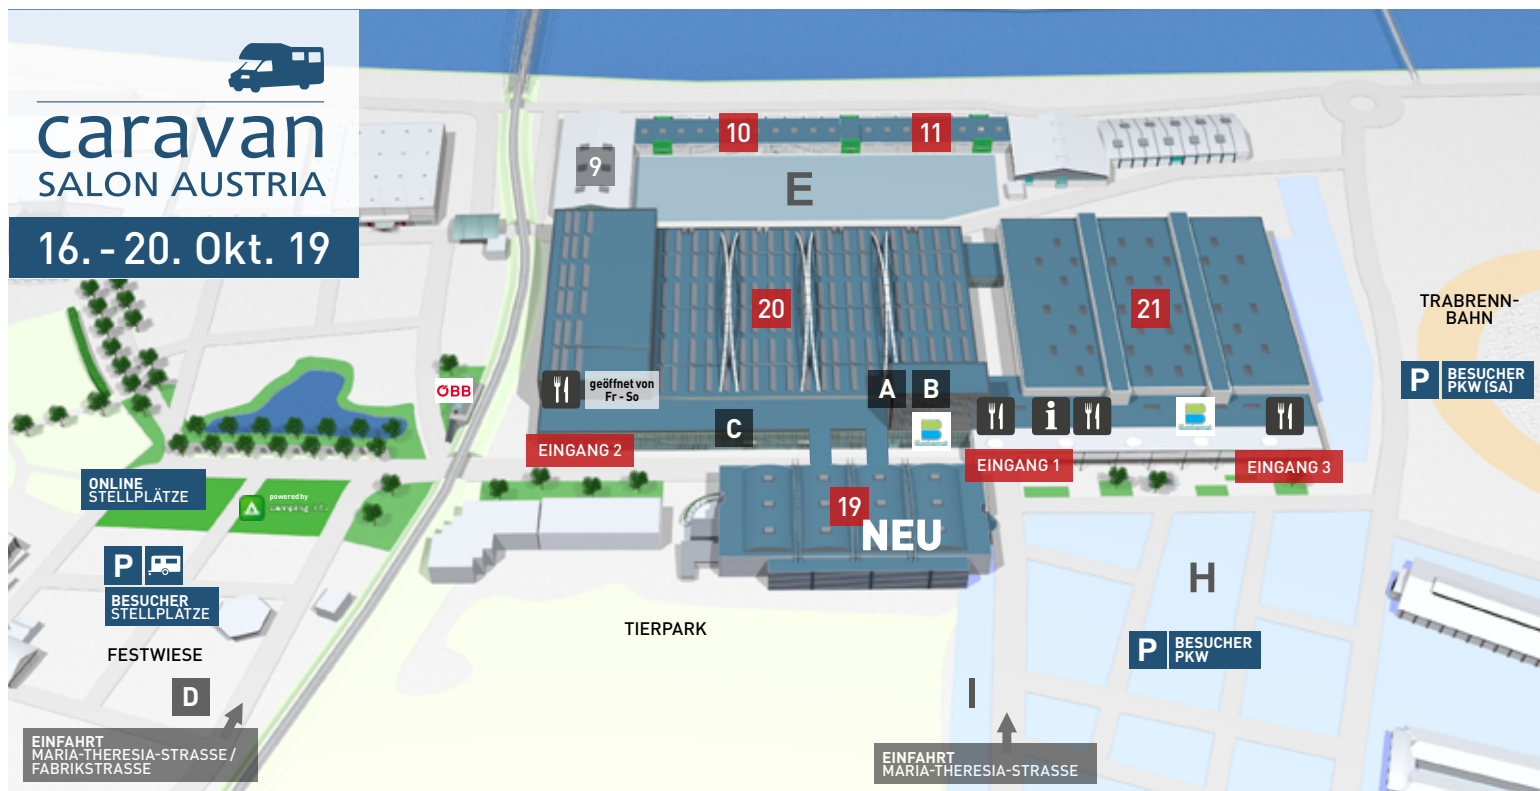 caravan
SALON AUSTRIA
16. - 20. Okt. 19
10
11
9
E
20
21
TRABRENN-
BAHN
P BESUCHER
PKW (SA)
ÖBB
geöffnet von
Fr - So
A B
C
i
EINGANG 2
EINGANG 1
EINGANG 3
ONLINE
STELLPLÄTZE
powered by
camping.info
19
NEU
P
BESUCHER
STELLPLÄTZE
H
TIERPARK
P BESUCHER
PKW
FESTWIESE
D
I
EINFAHRT
MARIA-THERESIA-STRASSE /
FABRIKSTRASSE
EINFAHRT
MARIA-THERESIA-STRASSE